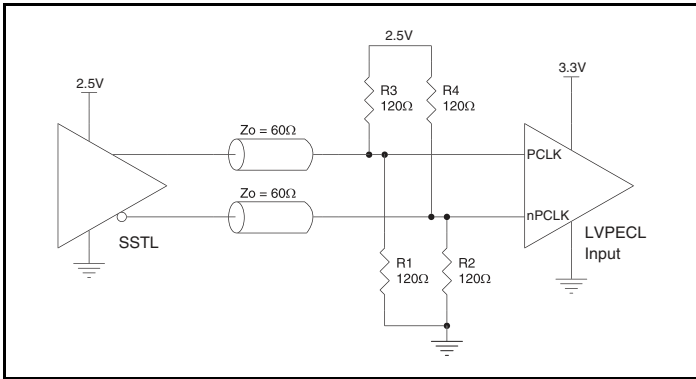 2.5V
2.5V
3.3V
R3
120Ω
R4
120Ω
Zo = 60Ω
PCLK
Zo = 60Ω
nPCLK
SSTL
LVPECL
Input
R1
120Ω
R2
120Ω